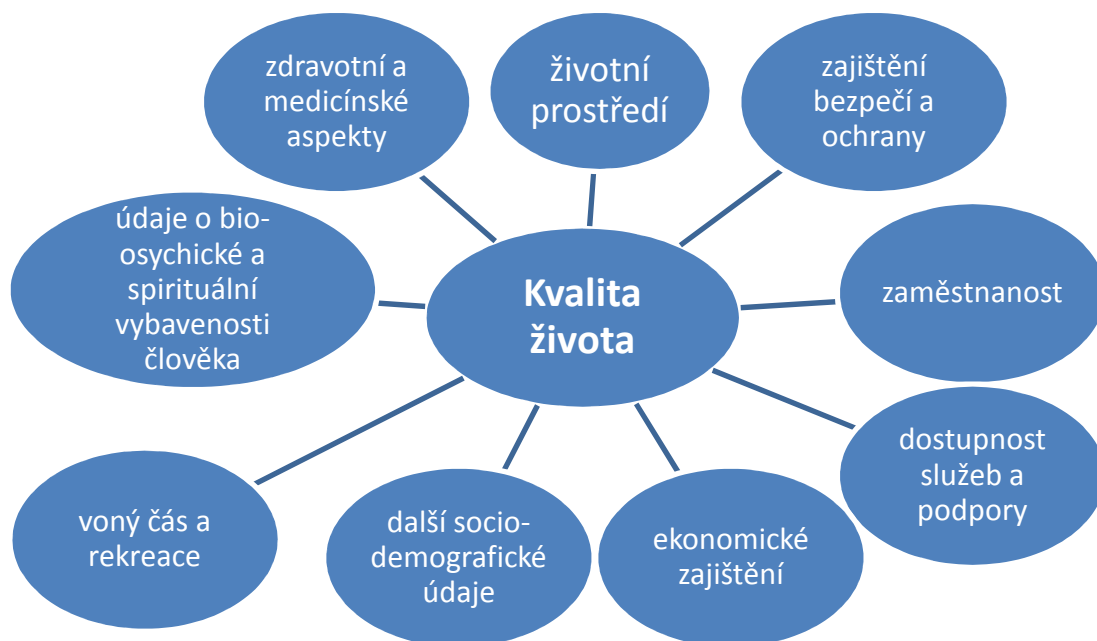 zdravotní a
medicínské
aspekty
životní
prostředí
zajištění
bezpečí a
ochrany
údaje o bio-
osychické a
spirituální
vybavenosti
člověka
Kvalita
života
zaměstnanost
dostupnost
služeb a
podpory
voný čás a
rekreace
další socio-
demografické
údaje
ekonomické
zajištění